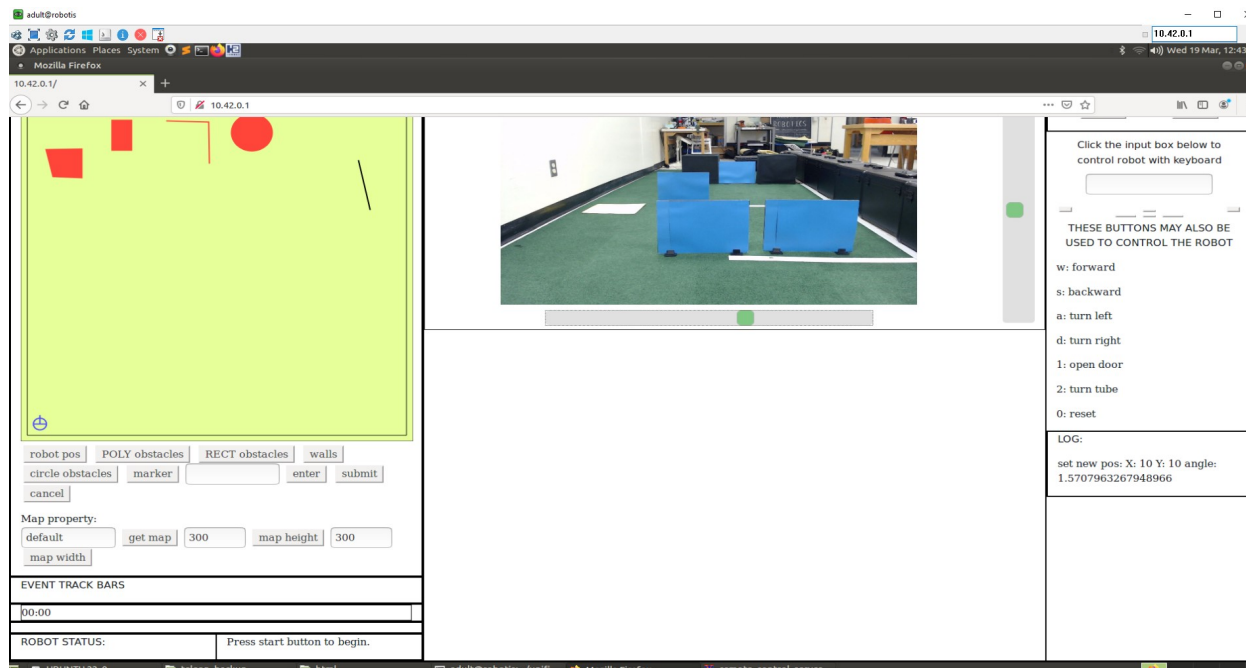 adult@robotis
10.42.0.1
Applications Places System
Wed 19 Mar, 12:43
Mozilla Firefox
10.42.0.1/
10.42.0.1
ROBOTICS
Click the input box below to
control robot with keyboard
THESE BUTTONS MAY ALSO BE
USED TO CONTROL THE ROBOT
w: forward
s: backward
a: turn left
d: turn right
1: open door
2: turn tube
0: reset
LOG:
set new pos: X: 10 Y: 10 angle:
1.5707963267948966
robot pos POLY obstacles RECT obstacles walls
circle obstacles marker enter submit
cancel
Map property:
default get map 300 map height 300
map width
EVENT TRACK BARS
00:00
ROBOT STATUS: Press start button to begin.